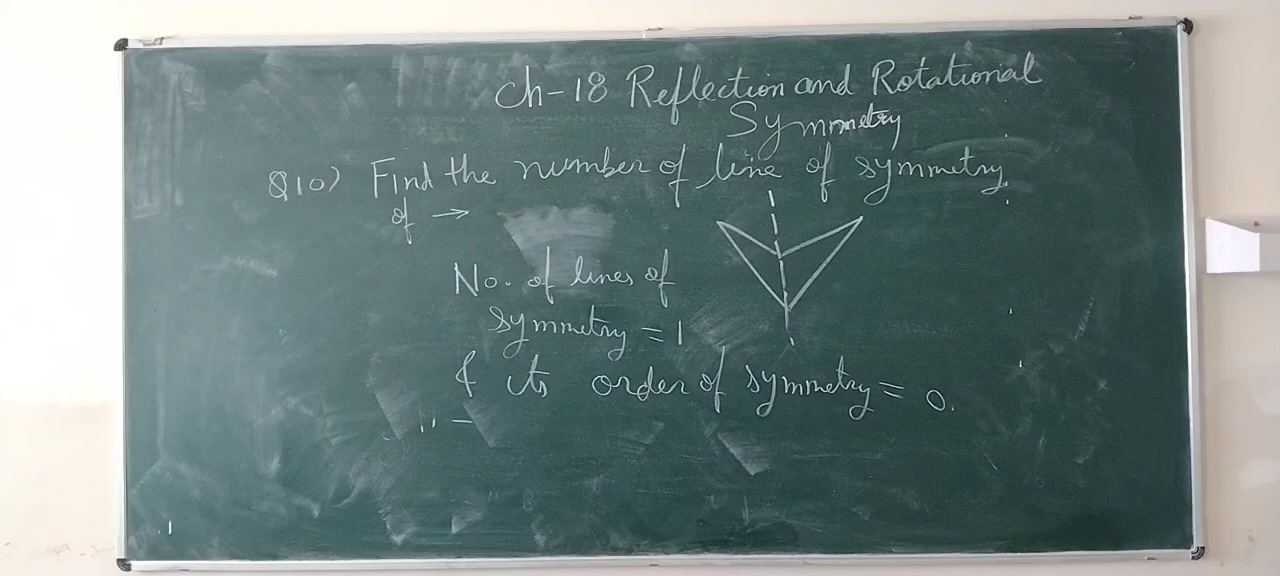 Ch-18 Reflection and Rotational
Symmetry
Q10) Find the number of line of symmetry
of →
No. of lines of
symmetry = 1
& its order of symmetry = 0.